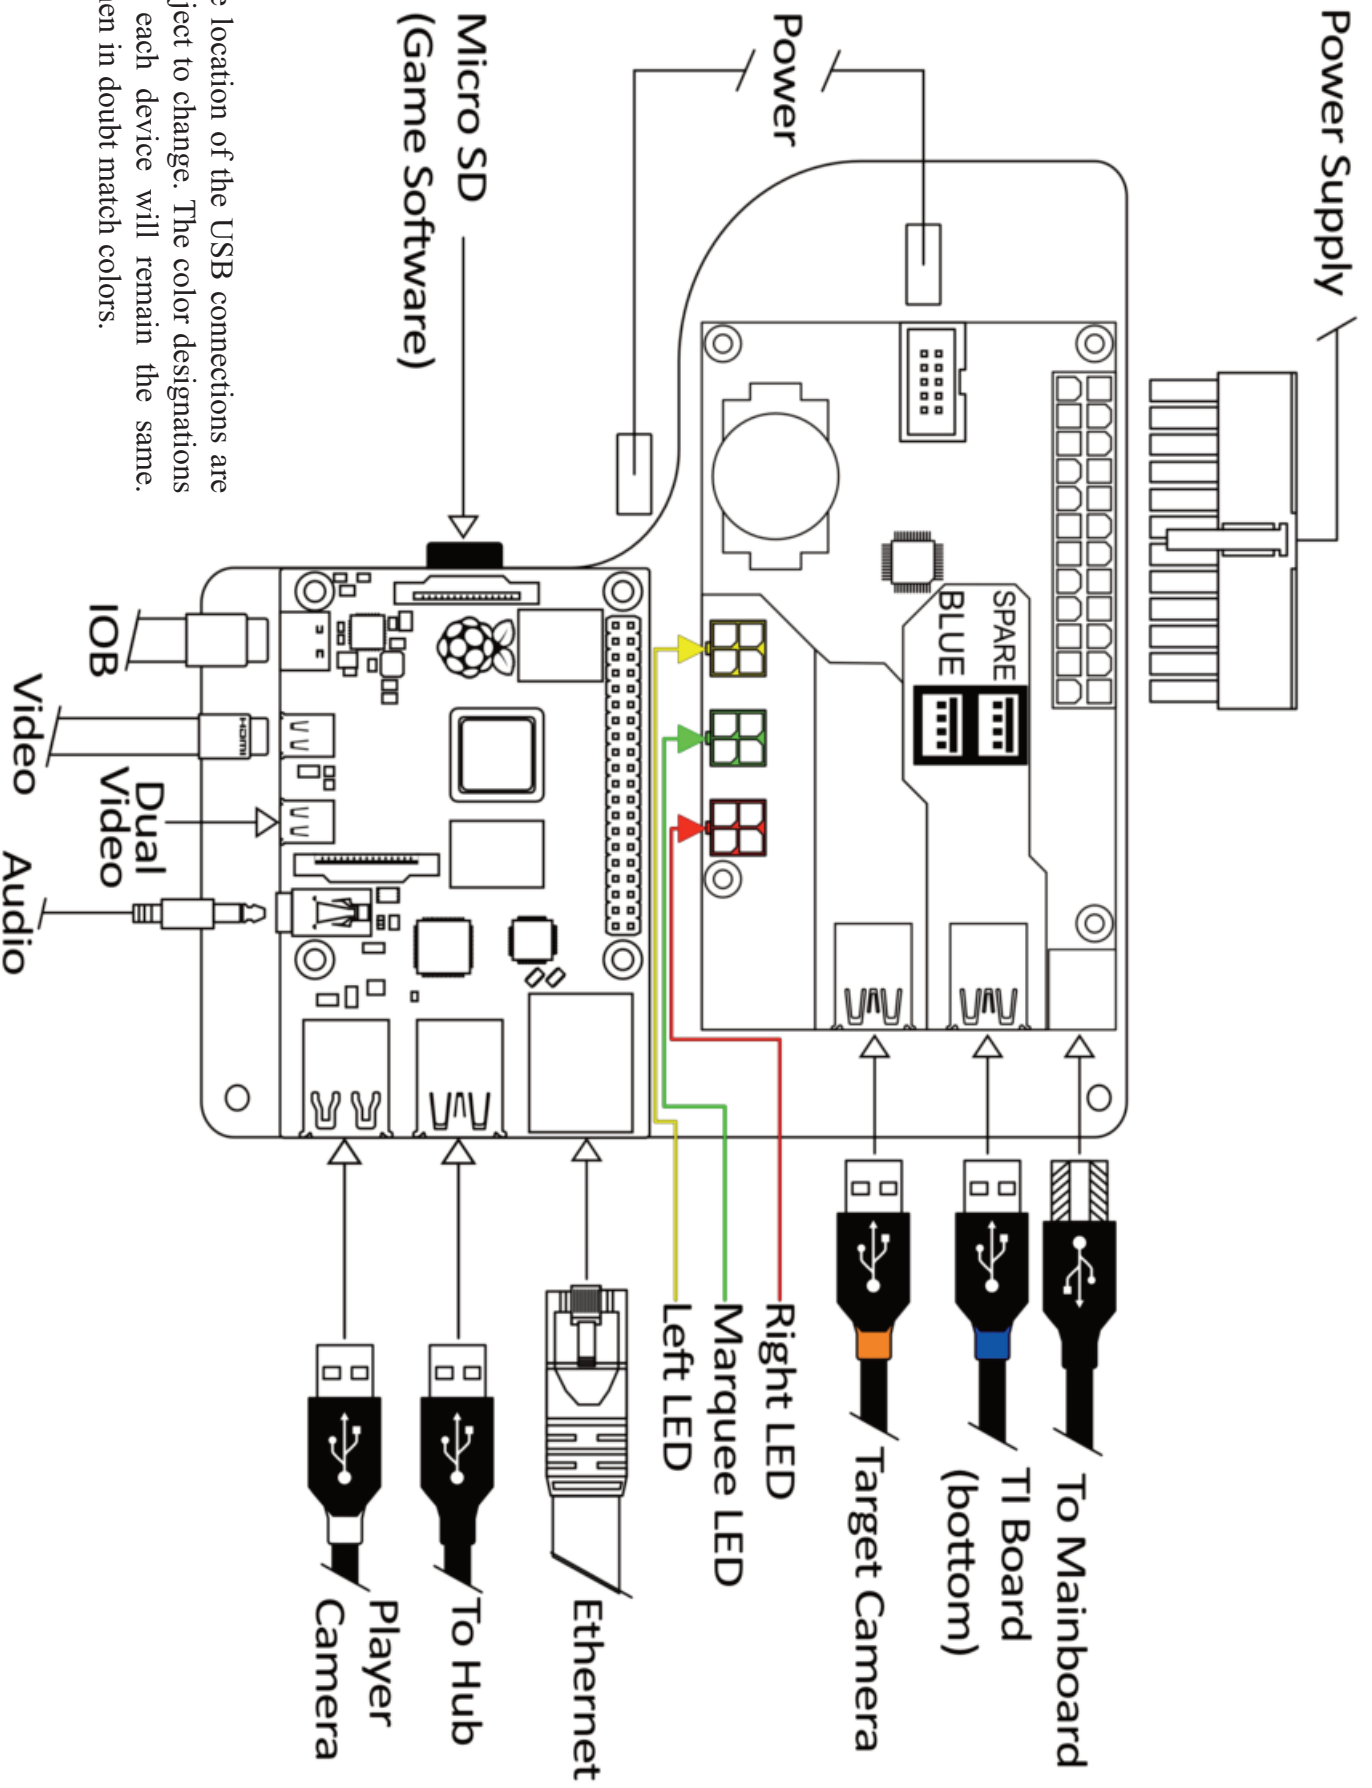 Power Supply
Power
Micro SD
(Game Software)
SPARE
BLUE
To Mainboard
TI Board
(bottom)
Target Camera
Right LED
Marquee LED
Left LED
Ethernet
To Hub
Player
Camera
IOB
HDMI
Video
Dual
Video
Audio
location of the USB connections are
to change. The color designations
each device will remain the same.
in doubt match colors.